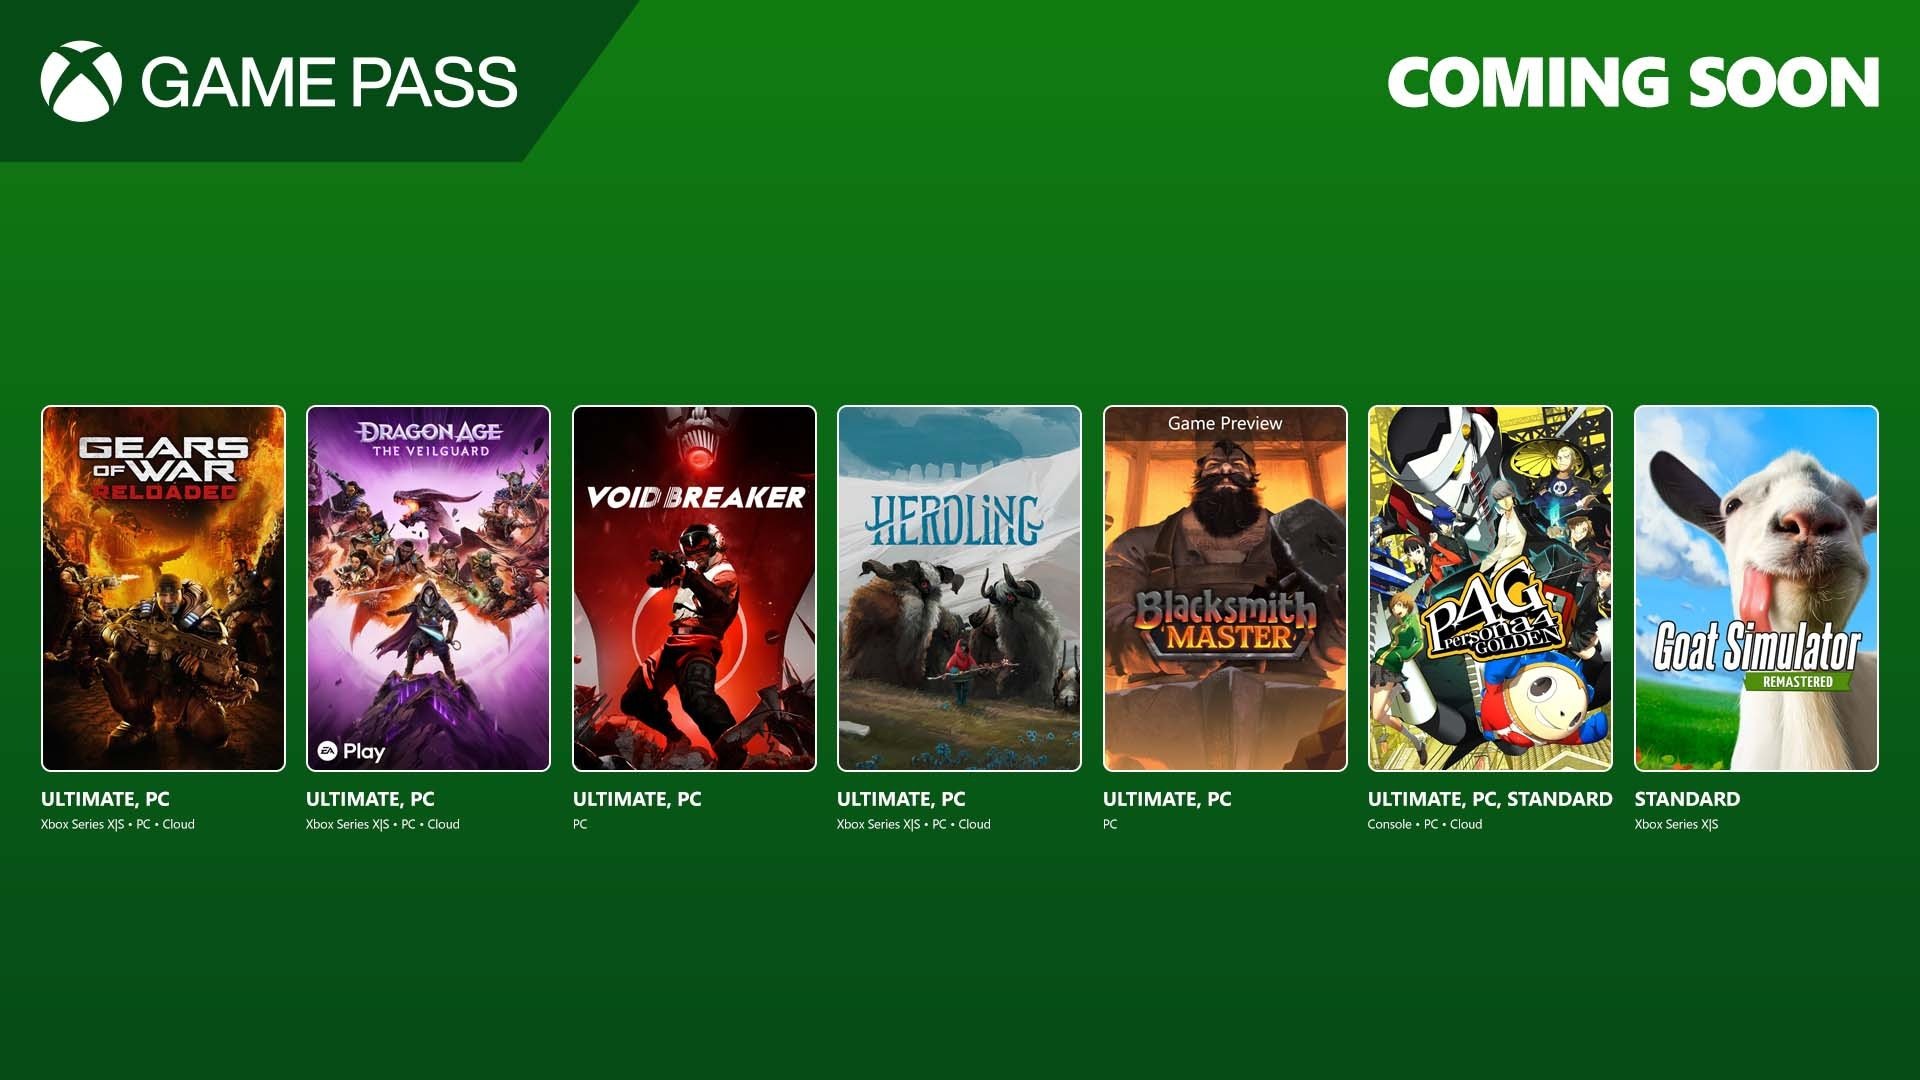 GAME PASS
COMING SOON
GEARS
OF WAR
RELOADED
ULTIMATE, PC
Xbox Series X|S • PC • Cloud
DRAGON AGE
THE VEILGUARD
EA Play
ULTIMATE, PC
Xbox Series X|S • PC • Cloud
VOID BREAKER
ULTIMATE, PC
PC
HERDLING
ULTIMATE, PC
Xbox Series X|S • PC • Cloud
Game Preview
Blacksmith
MASTER
ULTIMATE, PC
PC
P4G
Persona 4
GOLDEN
ULTIMATE, PC, STANDARD
Console • PC • Cloud
Goat Simulator
REMASTERED
STANDARD
Xbox Series X|S